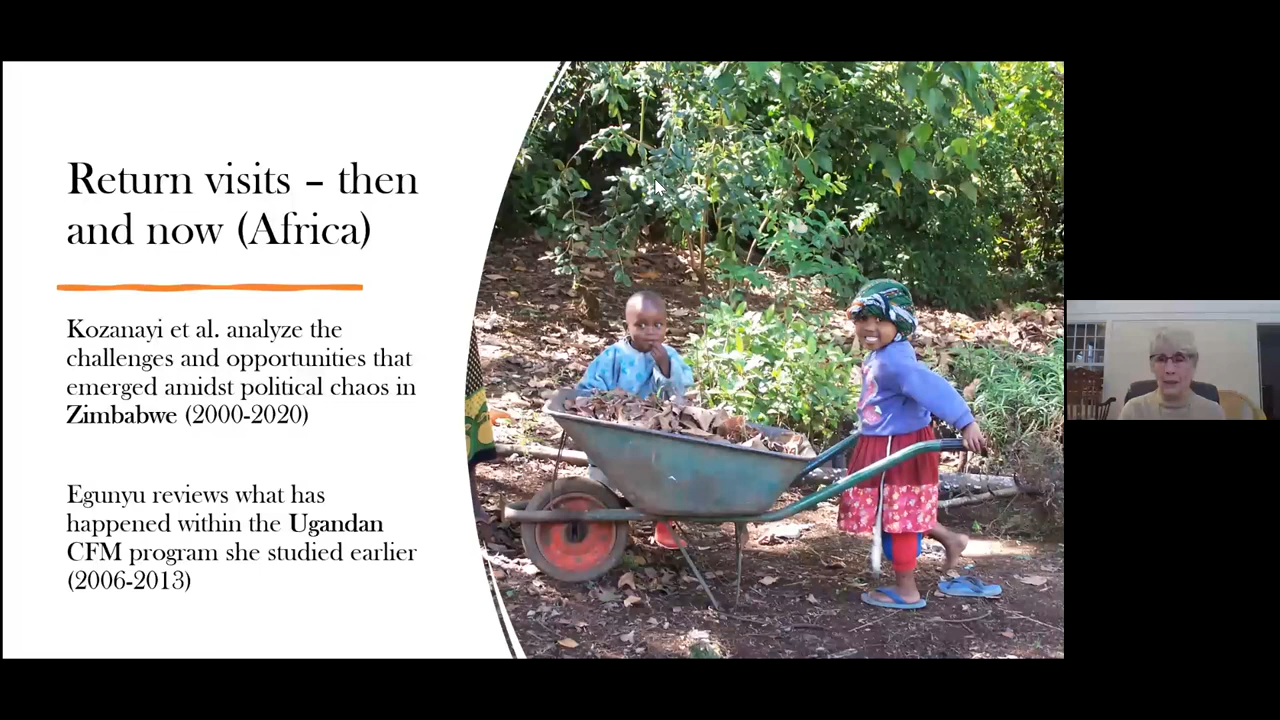 Return visits – then
and now (Africa)
Kozanayi et al. analyze the
challenges and opportunities that
emerged amidst political chaos in
Zimbabwe (2000-2020)
Egunyu reviews what has
happened within the Ugandan
CFM program she studied earlier
(2006-2013)